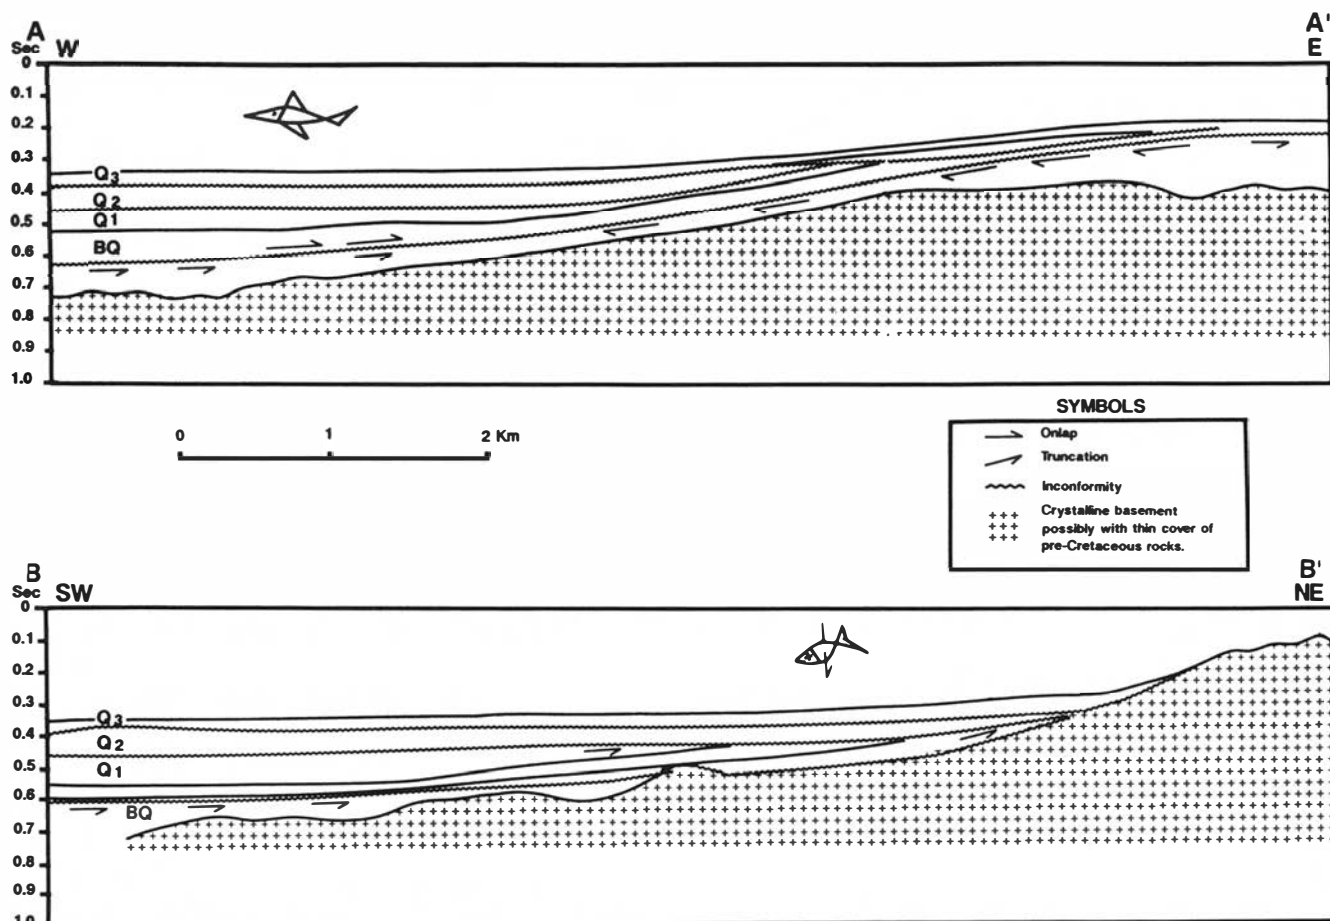 A
A'
Sec W
E
0
0.1
0.2
0.3
Q3
0.4
Q2
Q1
0.5
BQ
0.6
0.7
0.8
0.9
1.0
0 1 2 Km
SYMBOLS
Onlap
Truncation
Inconformity
Crystalline basement
possibly with thin cover of
pre-Cretaceous rocks.
B
B'
Sec SW
NE
0
0.1
0.2
0.3
Q3
0.4
Q2
Q1
0.5
0.6
BQ
0.7
0.8
0.9
1.0